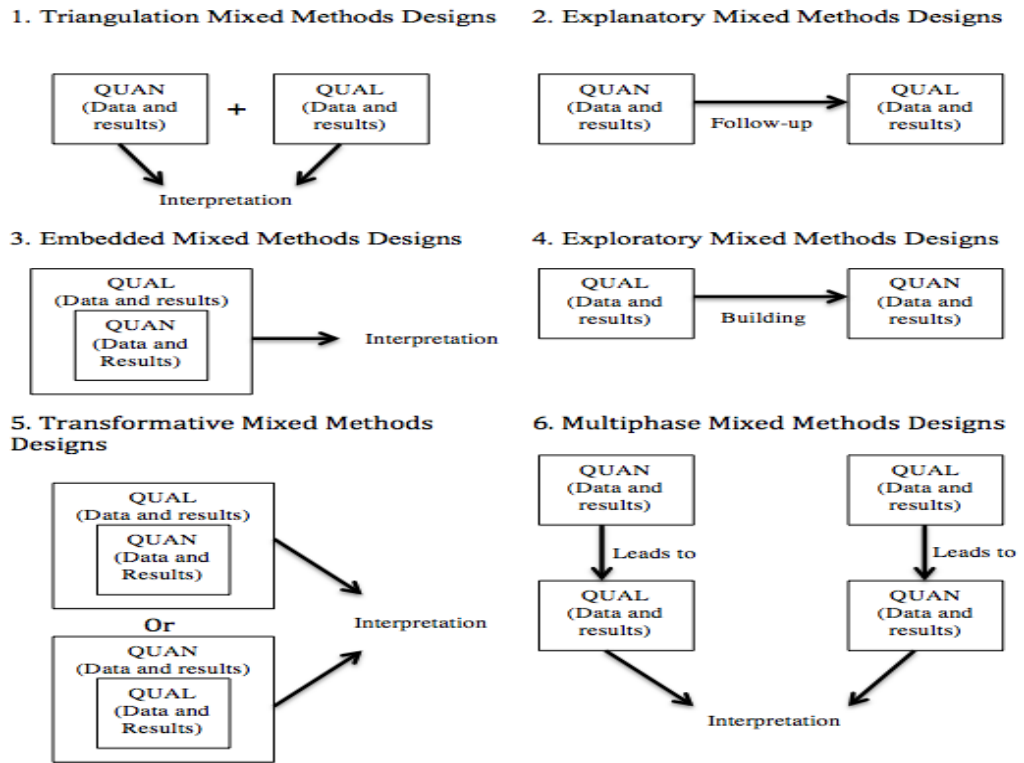 1. Triangulation Mixed Methods Designs
QUAN
(Data and
results)
+
QUAL
(Data and
results)
Interpretation
2. Explanatory Mixed Methods Designs
QUAN
(Data and
results)
Follow-up
QUAL
(Data and
results)
3. Embedded Mixed Methods Designs
QUAL
(Data and results)
QUAN
(Data and
Results)
Interpretation
4. Exploratory Mixed Methods Designs
QUAL
(Data and
results)
Building
QUAN
(Data and
results)
5. Transformative Mixed Methods
Designs
QUAL
(Data and results)
QUAN
(Data and
Results)
Or
QUAN
(Data and results)
QUAL
(Data and
Results)
Interpretation
6. Multiphase Mixed Methods Designs
QUAN
(Data and
results)
Leads to
QUAL
(Data and
results)
QUAL
(Data and
results)
Leads to
QUAN
(Data and
results)
Interpretation